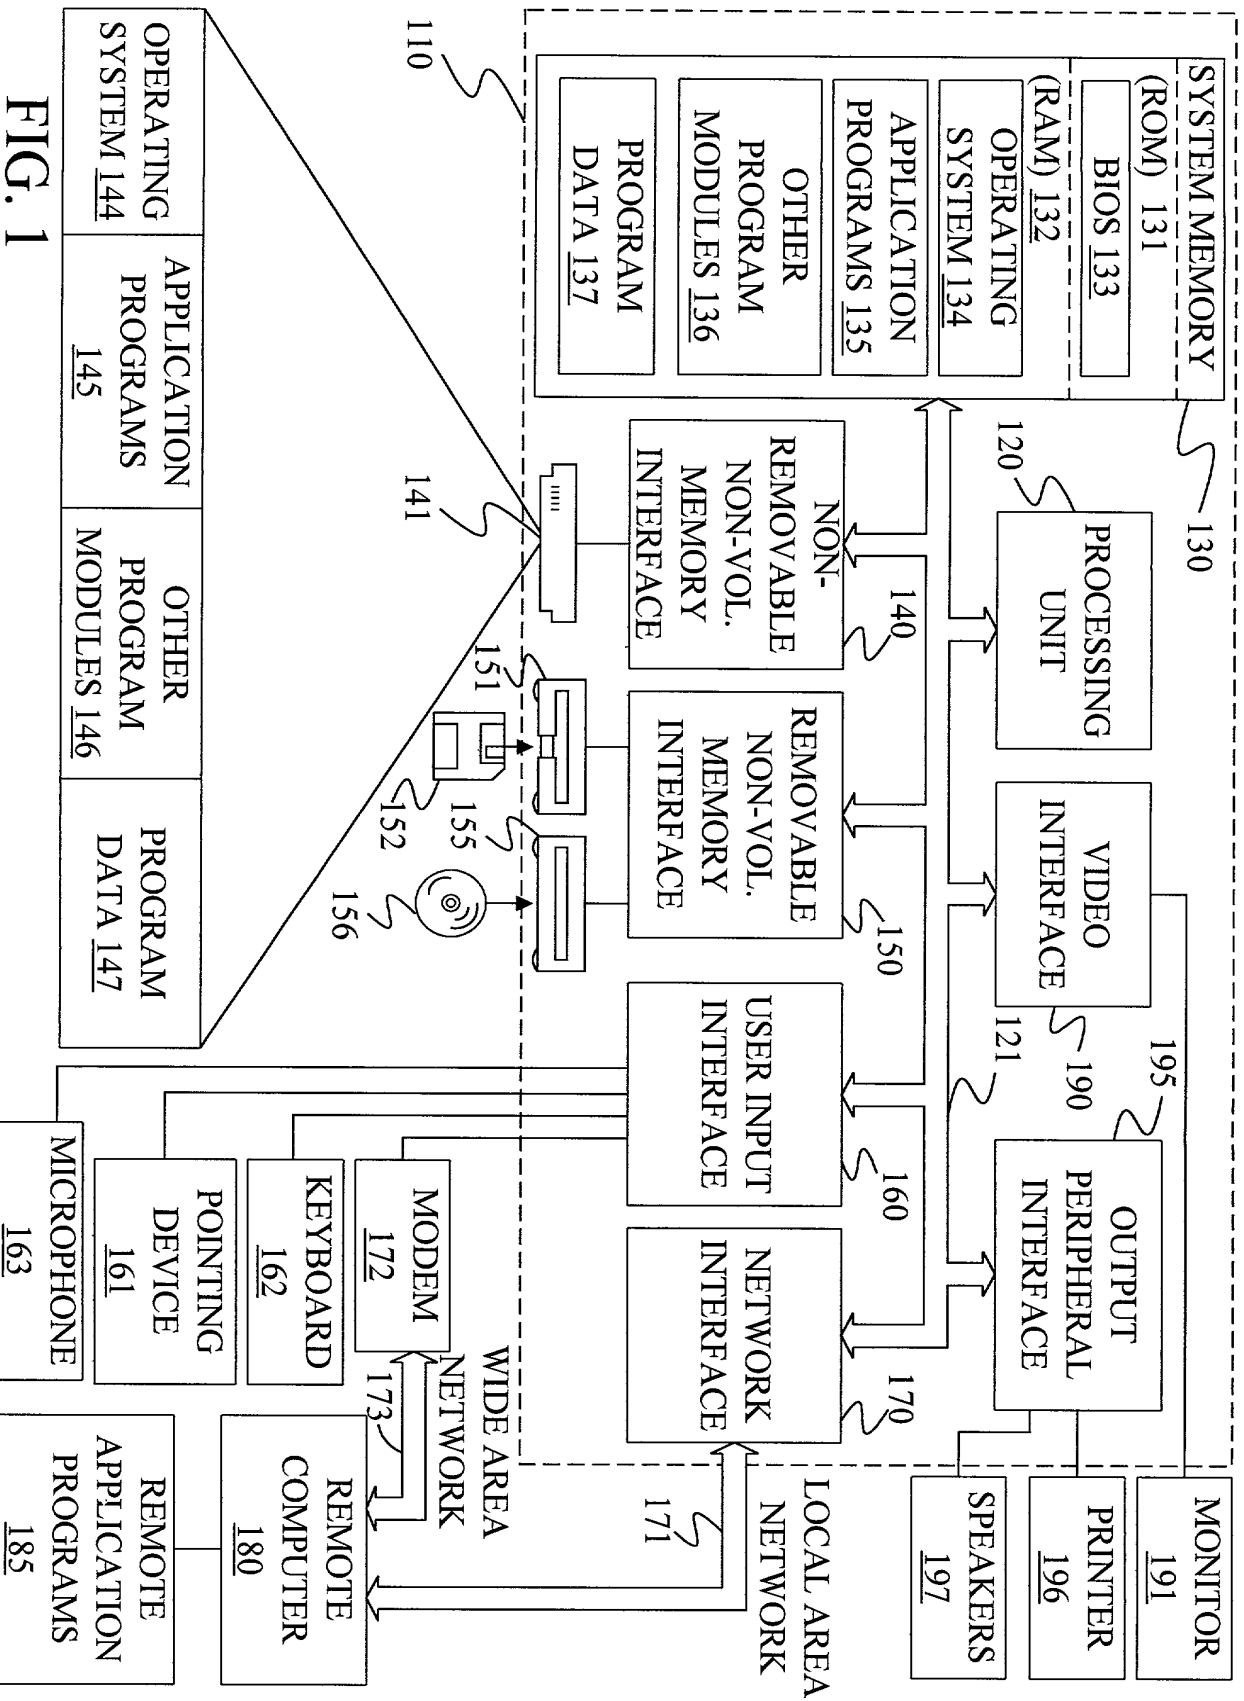 SYSTEM MEMORY
(ROM) 131
BIOS 133
(RAM) 132
OPERATING
SYSTEM 134
APPLICATION
PROGRAMS 135
OTHER
PROGRAM
MODULES 136
PROGRAM
DATA 137
110
130
120
PROCESSING
UNIT
VIDEO
INTERFACE
190
121
195
OUTPUT
PERIPHERAL
INTERFACE
MONITOR
191
PRINTER
196
SPEAKERS
197
NON-
REMOVABLE
NON-VOL.
MEMORY
INTERFACE
140
REMOVABLE
NON-VOL.
MEMORY
INTERFACE
150
USER INPUT
INTERFACE
160
NETWORK
INTERFACE
170
LOCAL AREA
NETWORK
171
141
151
152
155
156
WIDE AREA
NETWORK
173
MODEM
172
KEYBOARD
162
POINTING
DEVICE
161
MICROPHONE
163
REMOTE
COMPUTER
180
REMOTE
APPLICATION
PROGRAMS
185
OPERATING
SYSTEM 144
APPLICATION
PROGRAMS
145
OTHER
PROGRAM
MODULES 146
PROGRAM
DATA 147
FIG. 1